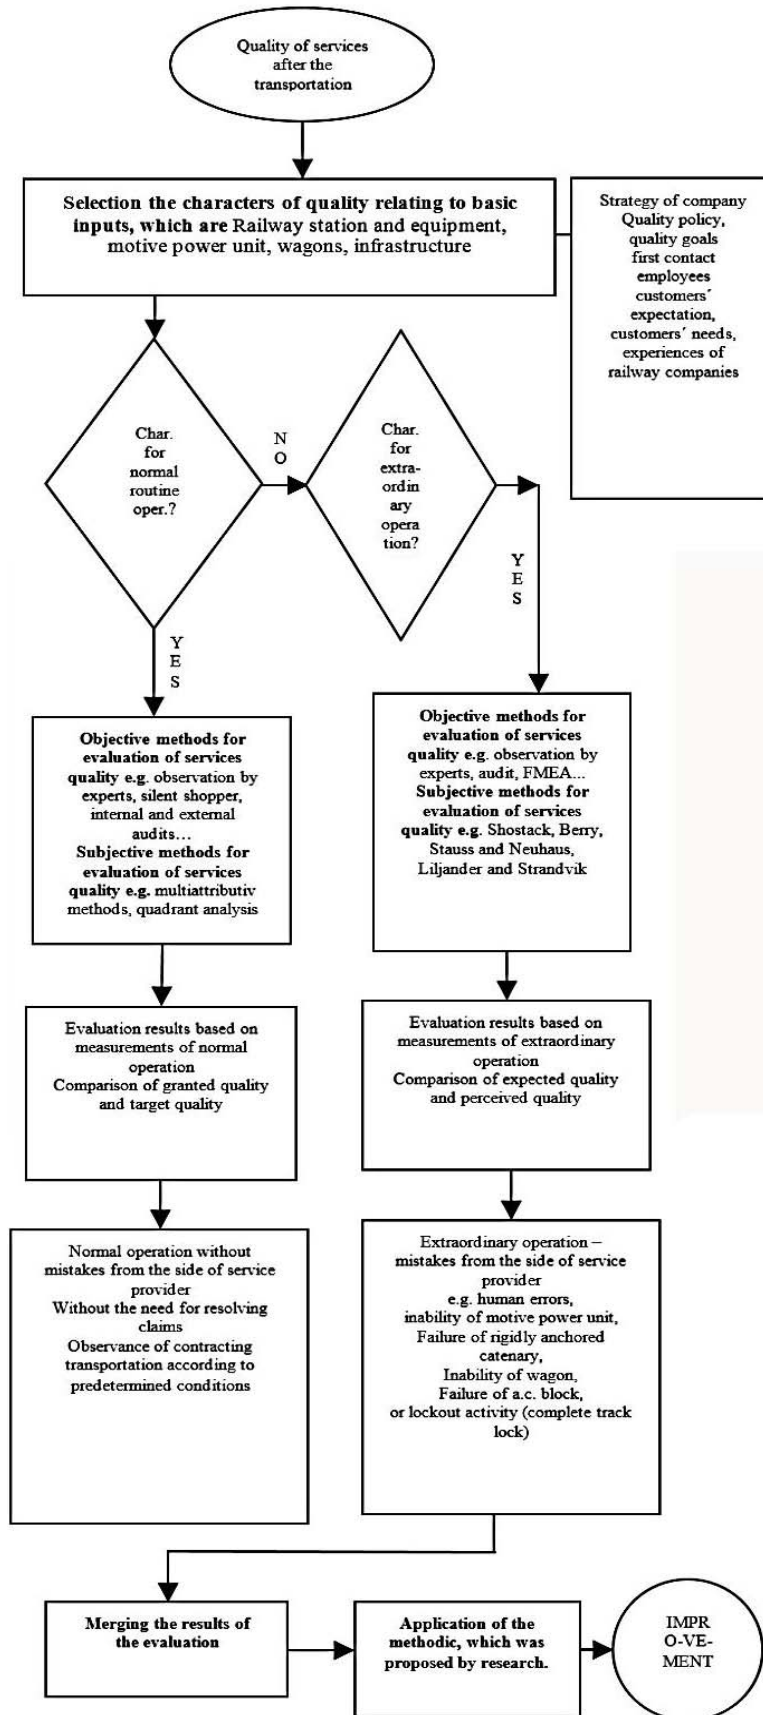 Quality of services
after the
transportation
Selection the characters of quality relating to basic
inputs, which are Railway station and equipment,
motive power unit, wagons, infrastructure
Strategy of company
Quality policy,
quality goals
first contact
employees
customers´
expectation,
customers´ needs,
experiences of
railway companies
Char.
for
normal
routine
oper.?
N
O
Char.
for
extra-
ordin
ary
opera
tion?
Y
E
S
Y
E
S
Objective methods for
evaluation of services
quality e.g. observation by
experts, silent shopper,
internal and external
audits…
Subjective methods for
evaluation of services
quality e.g. multiattributiv
methods, quadrant analysis
Objective methods for
evaluation of services
quality e.g. observation by
experts, audit, FMEA...
Subjective methods for
evaluation of services
quality e.g. Shostack, Berry,
Stauss and Neuhaus,
Liljander and Strandvik
Evaluation results based on
measurements of normal
operation
Comparison of granted quality
and target quality
Evaluation results based on
measurements of extraordinary
operation
Comparison of expected quality
and perceived quality
Normal operation without
mistakes from the side of service
provider
Without the need for resolving
claims
Observance of contracting
transportation according to
predetermined conditions
Extraordinary operation –
mistakes from the side of service
provider
e.g. human errors,
inability of motive power unit,
Failure of rigidly anchored
catenary,
Inability of wagon,
Failure of a.c. block,
or lockout activity (complete track
lock)
Merging the results of
the evaluation
Application of the
methodic, which was
proposed by research.
IMPR
O-VE-
MENT